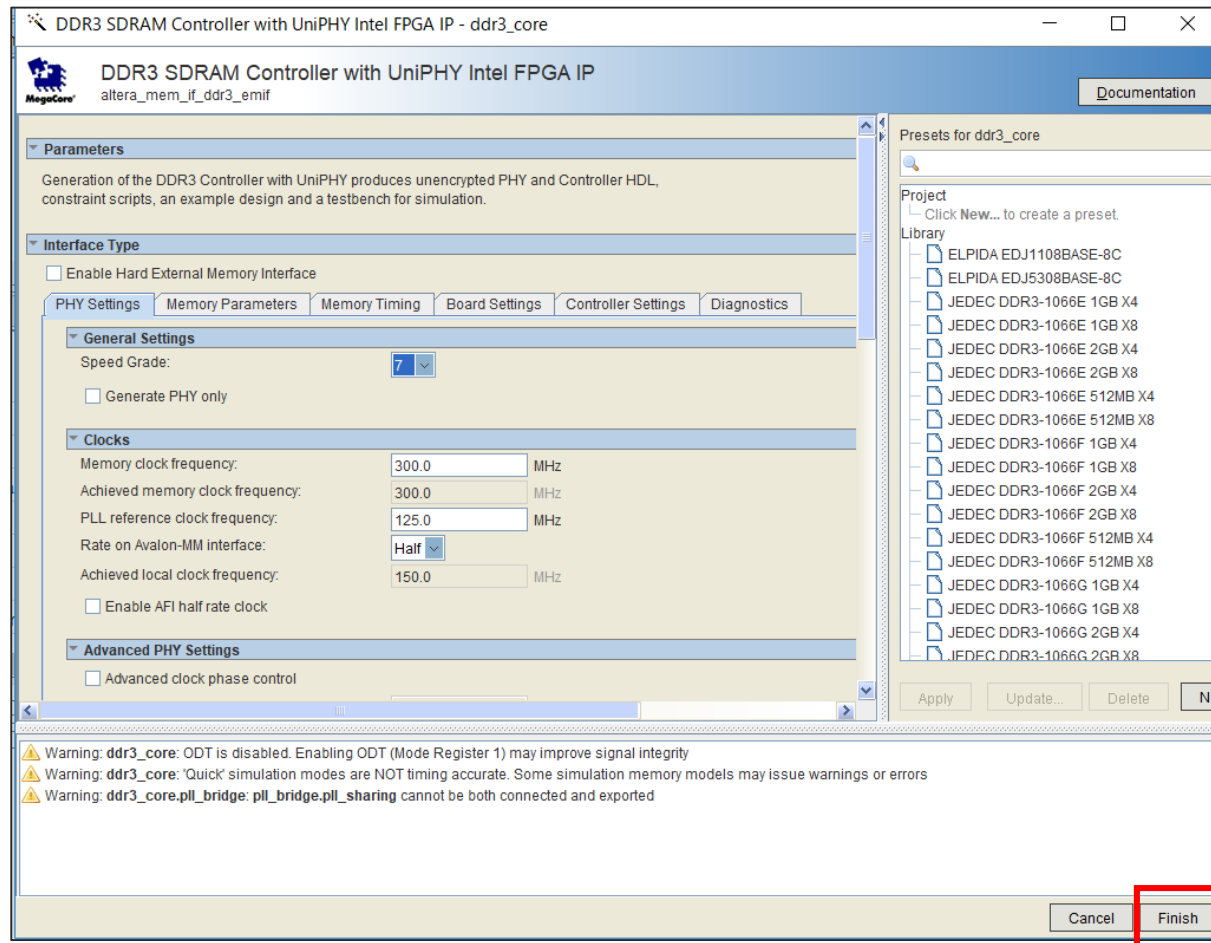 DDR3 SDRAM Controller with UniPHY Intel FPGA IP - ddr3_core
DDR3 SDRAM Controller with UniPHY Intel FPGA IP
altera_mem_if_ddr3_emif
MegaCore'
Documentation
Parameters
Generation of the DDR3 Controller with UniPHY produces unencrypted PHY and Controller HDL,
constraint scripts, an example design and a testbench for simulation.
Interface Type
Enable Hard External Memory Interface
PHY Settings Memory Parameters Memory Timing Board Settings Controller Settings Diagnostics
General Settings
Speed Grade: 7
Generate PHY only
Clocks
Memory clock frequency: 300.0 MHz
Achieved memory clock frequency: 300.0 MHz
PLL reference clock frequency: 125.0 MHz
Rate on Avalon-MM interface: Half
Achieved local clock frequency: 150.0 MHz
Enable AFI half rate clock
Advanced PHY Settings
Advanced clock phase control
Presets for ddr3_core
Project
Click New... to create a preset.
Library
ELPIDA EDJ1108BASE-8C
ELPIDA EDJ5308BASE-8C
JEDEC DDR3-1066E 1GB X4
JEDEC DDR3-1066E 1GB X8
JEDEC DDR3-1066E 2GB X4
JEDEC DDR3-1066E 2GB X8
JEDEC DDR3-1066E 512MB X4
JEDEC DDR3-1066E 512MB X8
JEDEC DDR3-1066F 1GB X4
JEDEC DDR3-1066F 1GB X8
JEDEC DDR3-1066F 2GB X4
JEDEC DDR3-1066F 2GB X8
JEDEC DDR3-1066F 512MB X4
JEDEC DDR3-1066F 512MB X8
JEDEC DDR3-1066G 1GB X4
JEDEC DDR3-1066G 1GB X8
JEDEC DDR3-1066G 2GB X4
JEDEC DDR3-1066G 2GB X8
Apply Update... Delete N
Warning: ddr3_core: ODT is disabled. Enabling ODT (Mode Register 1) may improve signal integrity
Warning: ddr3_core: 'Quick' simulation modes are NOT timing accurate. Some simulation memory models may issue warnings or errors
Warning: ddr3_core.pll_bridge: pll_bridge.pll_sharing cannot be both connected and exported
Cancel Finish